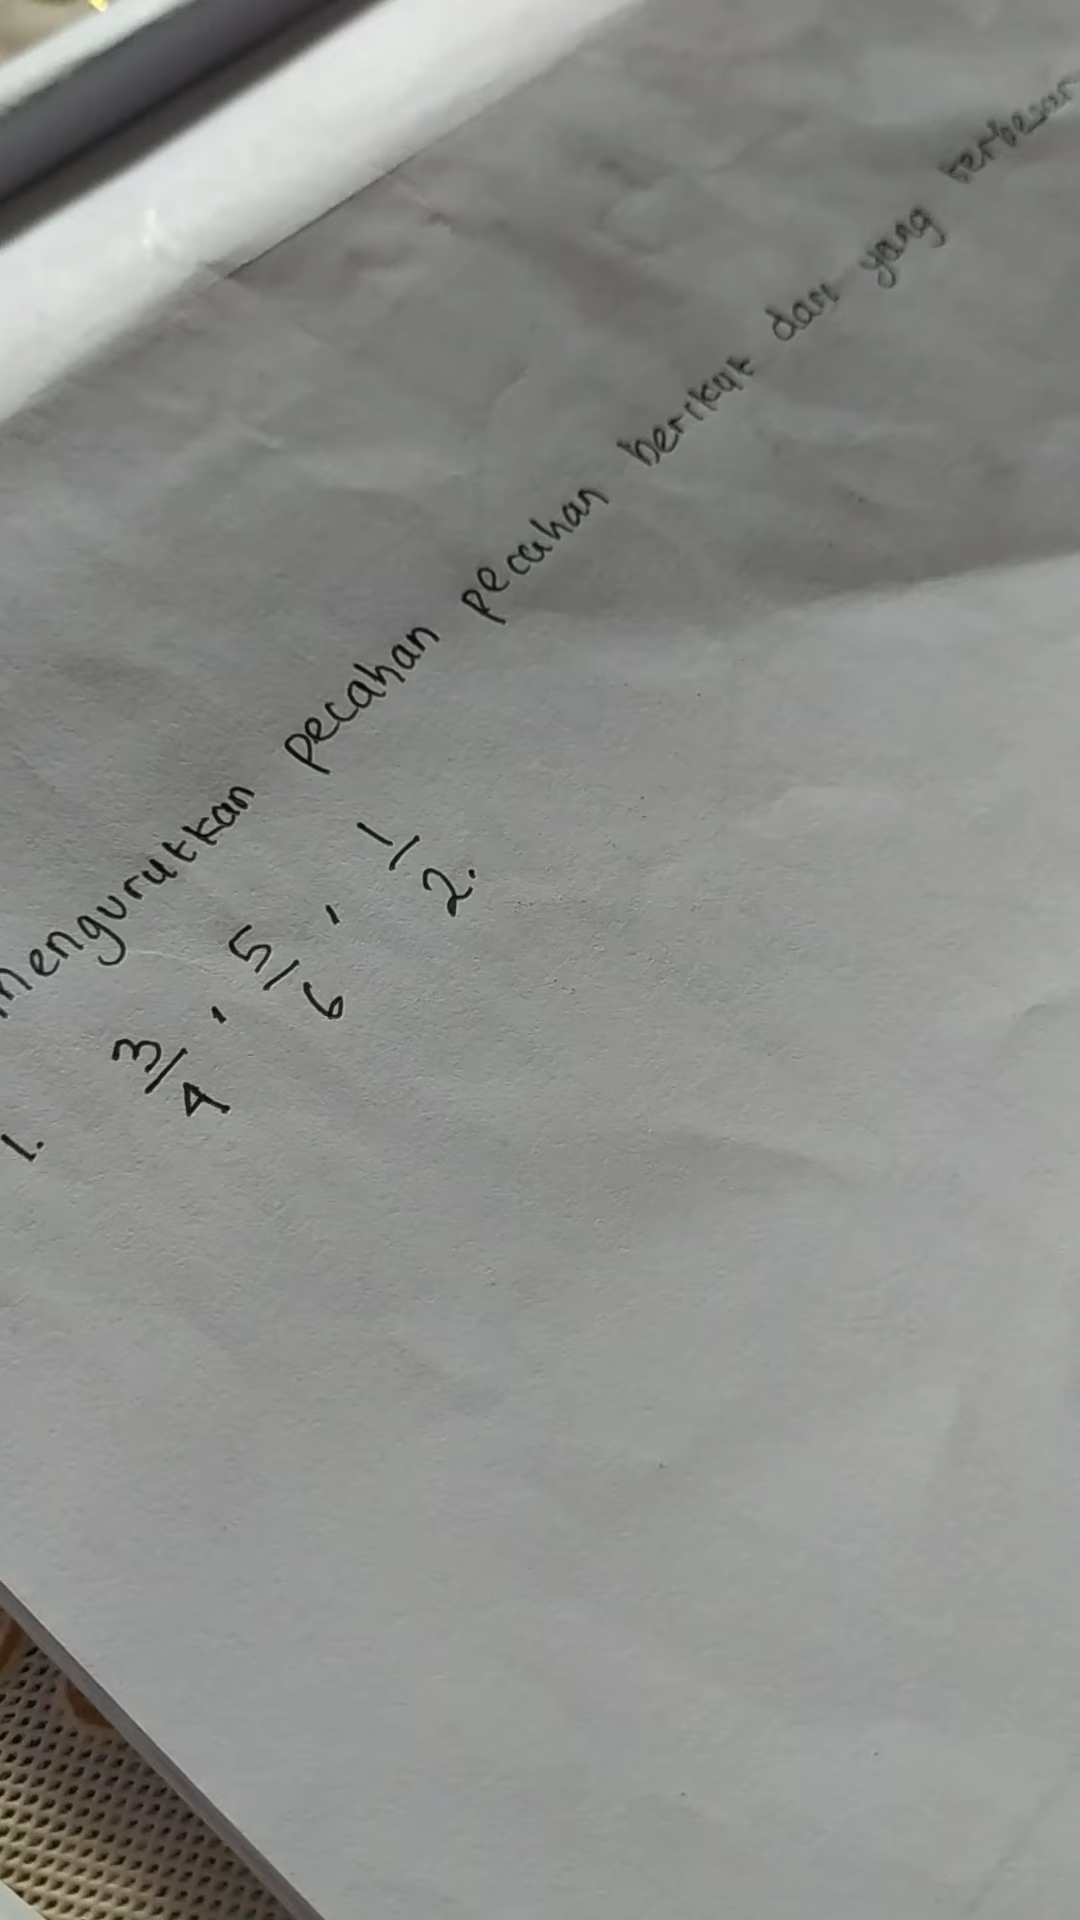 mengurutkan pecahan pecahan berikut dari yang terbesar
1. 3/4, 5/6, 1/2.